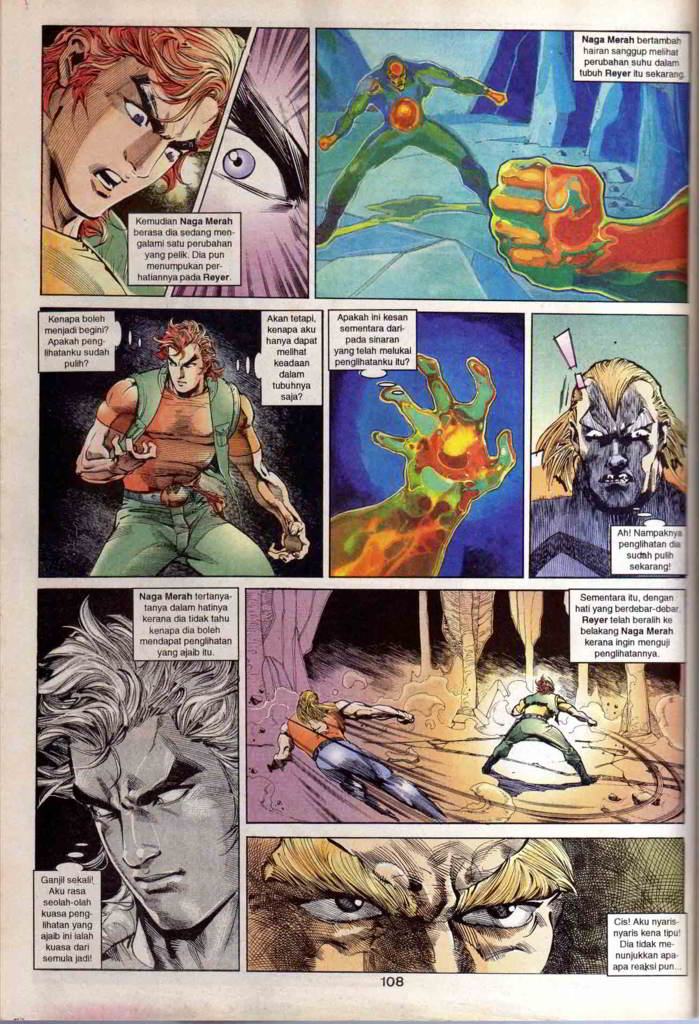 Kemudian Naga Merah
berasa dia sedang men-
galami satu perubahan
yang pelik. Dia pun
menumpukan per-
hatiannya pada Reyer.
Naga Merah bertambah
hairan sanggup melihat
perubahan suhu dalam
tubuh Reyer itu sekarang.
Kenapa boleh
menjadi begini?
Apakah peng-
lihatanku sudah
pulih?
Akan tetapi,
kenapa aku
hanya dapat
melihat
keadaan
dalam
tubuhnya
saja?
Apakah ini kesan
sementara dari-
pada sinaran
yang telah melukai
penglihatanku itu?
Ah! Nampaknya
penglihatan dia
sudah pulih
sekarang!
Naga Merah tertanya-
tanya dalam hatinya
kerana dia tidak tahu
kenapa dia boleh
mendapat penglihatan
yang ajaib itu.
Ganjil sekali!
Aku rasa
seolah-olah
kuasa peng-
lihatan yang
ajaib ini ialah
kuasa dari
semula jadi!
Sementara itu, dengan
hati yang berdebar-debar,
Reyer telah beralih ke
belakang Naga Merah
kerana ingin menguji
penglihatannya.
Cis! Aku nyaris-
nyaris kena tipu!
Dia tidak me-
nunjukkan apa-
apa reaksi pun...
108